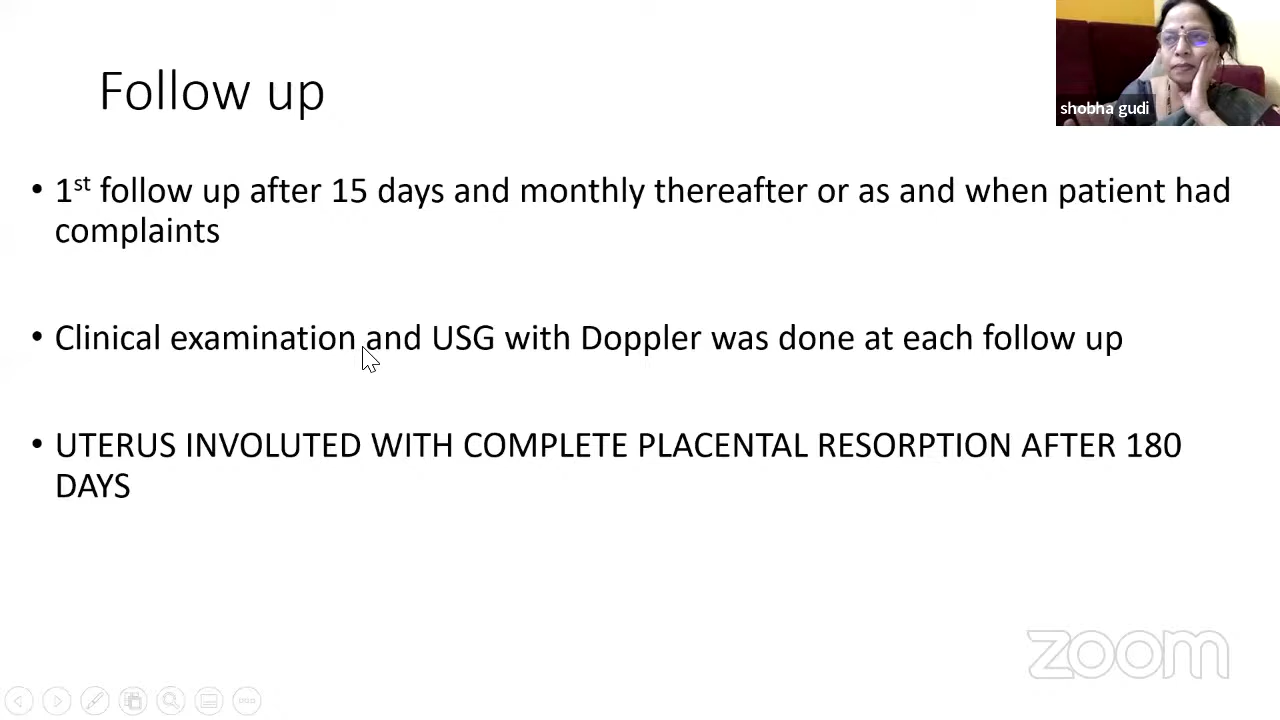 Follow up
shobha gudi
• 1st follow up after 15 days and monthly thereafter or as and when patient had
complaints
• Clinical examination and USG with Doppler was done at each follow up
• UTERUS INVOLUTED WITH COMPLETE PLACENTAL RESORPTION AFTER 180
DAYS
zoom